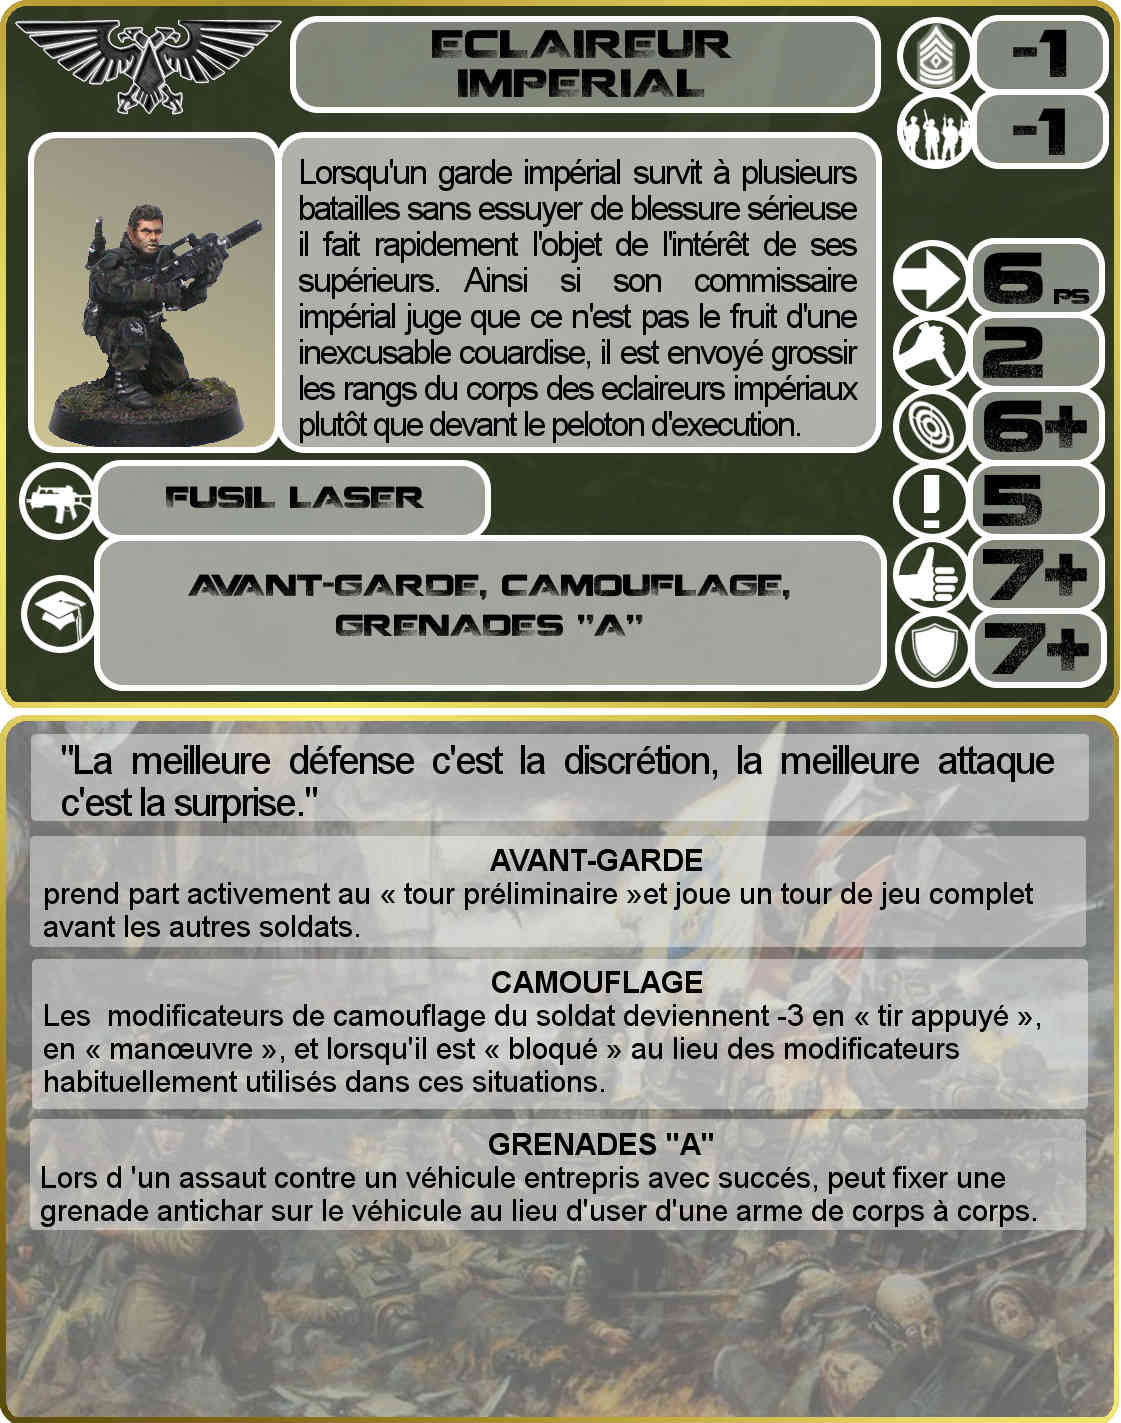 ECLAIREUR
IMPERIAL
-1
-1
Lorsqu'un garde impérial survit à plusieurs
batailles sans essuyer de blessure sérieuse
il fait rapidement l'objet de l'intérêt de ses
supérieurs. Ainsi si son commissaire
impérial juge que ce n'est pas le fruit d'une
inexcusable couardise, il est envoyé grossir
les rangs du corps des eclaireurs impériaux
plutôt que devant le peloton d'execution.
6 PS
2
6+
5
7+
7+
FUSIL LASER
AVANT-GARDE, CAMOUFLAGE,
GRENADES "A"
"La meilleure défense c'est la discrétion, la meilleure attaque
c'est la surprise."
AVANT-GARDE
prend part activement au « tour préliminaire »et joue un tour de jeu complet
avant les autres soldats.
CAMOUFLAGE
Les  modificateurs de camouflage du soldat deviennent -3 en « tir appuyé »,
en « manœuvre », et lorsqu'il est « bloqué » au lieu des modificateurs
habituellement utilisés dans ces situations.
GRENADES "A"
Lors d 'un assaut contre un véhicule entrepris avec succés, peut fixer une
grenade antichar sur le véhicule au lieu d'user d'une arme de corps à corps.